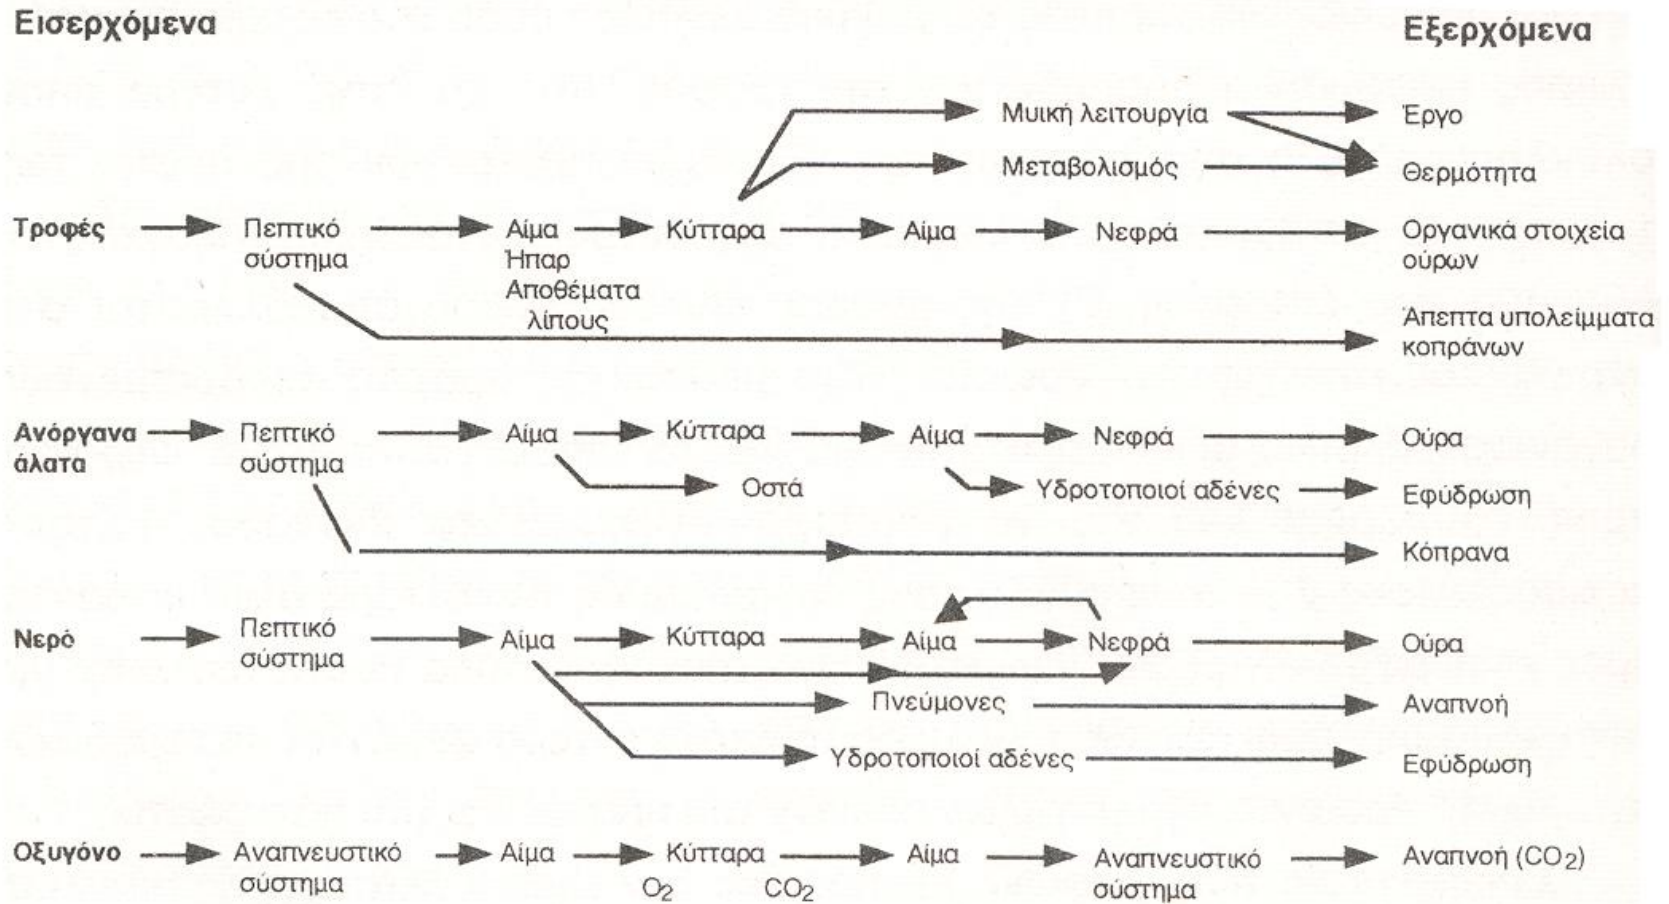 Εισερχόμενα
Εξερχόμενα
Μυική λειτουργία
Έργο
Μεταβολισμός
Θερμότητα
Τροφές
Πεπτικό
σύστημα
Αίμα
Ήπαρ
Αποθέματα
λίπους
Κύτταρα
Αίμα
Νεφρά
Οργανικά στοιχεία
ούρων
Άπεπτα υπολείμματα
κοπράνων
Ανόργανα
άλατα
Πεπτικό
σύστημα
Αίμα
Κύτταρα
Αίμα
Νεφρά
Ούρα
Οστά
Υδροτοποιοί αδένες
Εφύδρωση
Κόπρανα
Νερό
Πεπτικό
σύστημα
Αίμα
Κύτταρα
Αίμα
Νεφρά
Ούρα
Πνεύμονες
Αναπνοή
Υδροτοποιοί αδένες
Εφύδρωση
Οξυγόνο
Αναπνευστικό
σύστημα
Αίμα
Κύτταρα
O₂ CO₂
Αίμα
Αναπνευστικό
σύστημα
Αναπνοή (CO₂)